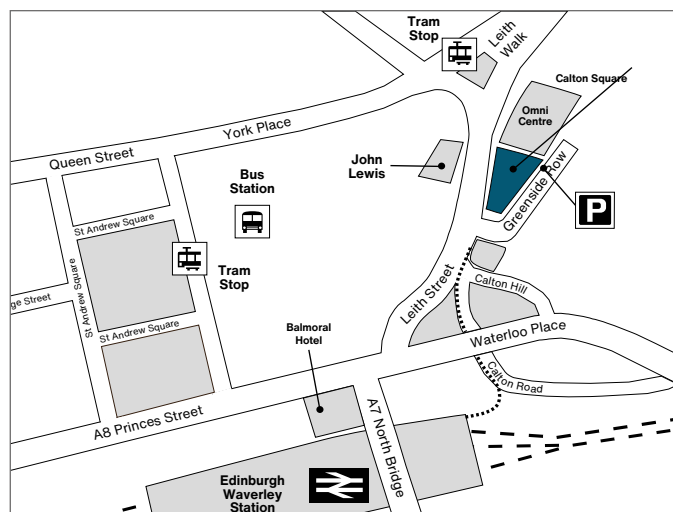 Tram
Stop
Leith
Walk
Calton Square
Omni
Centre
York Place
Queen Street
John
Lewis
Bus
Station
Greenside Row
P
St Andrew Square
St Andrew Square
Tram
Stop
Calton Hill
ge Street
Leith Street
St Andrew Square
Balmoral
Hotel
Waterloo Place
Calton Road
A8 Princes Street
A7 North Bridge
Edinburgh
Waverley
Station